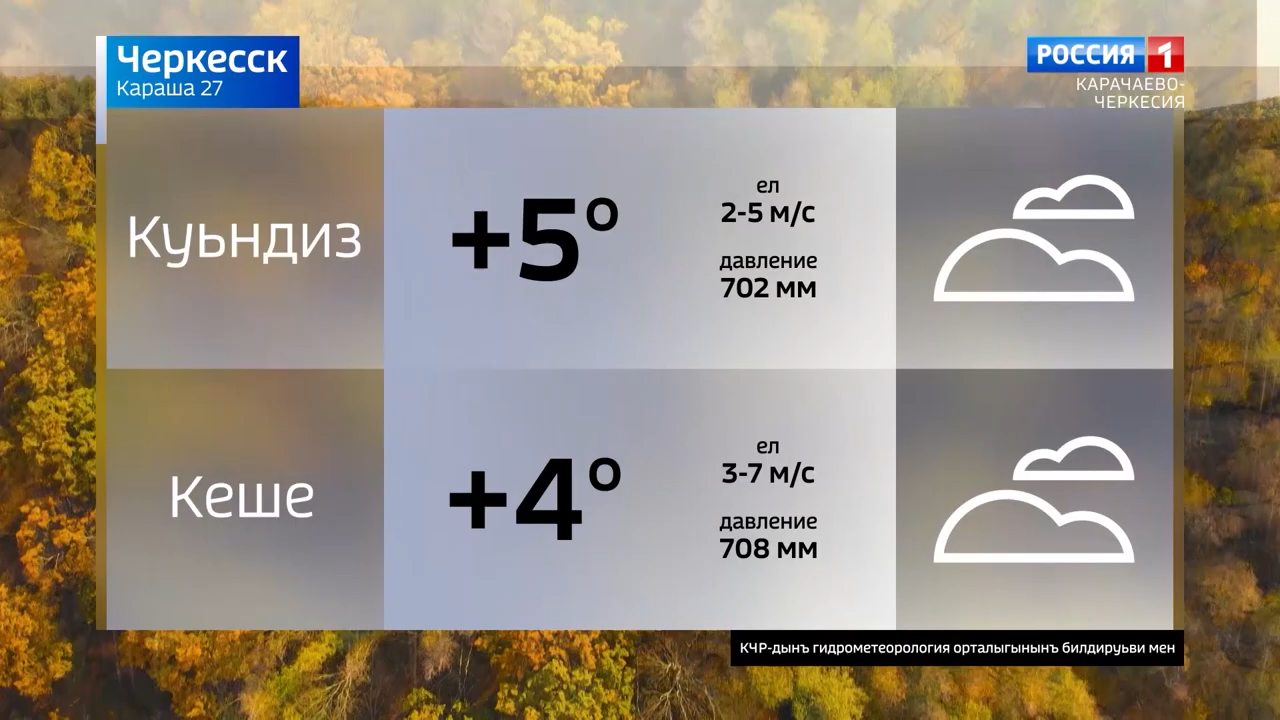 Черкесск
Караша 27
РОССИЯ 1
КАРАЧАЕВО-
ЧЕРКЕСИЯ
Куьндиз
+5°
ел
2-5 м/с
давление
702 мм
Кеше
+4°
ел
3-7 м/с
давление
708 мм
КЧР-дынъ гидрометеорология орталыгынынъ билдируьви мен